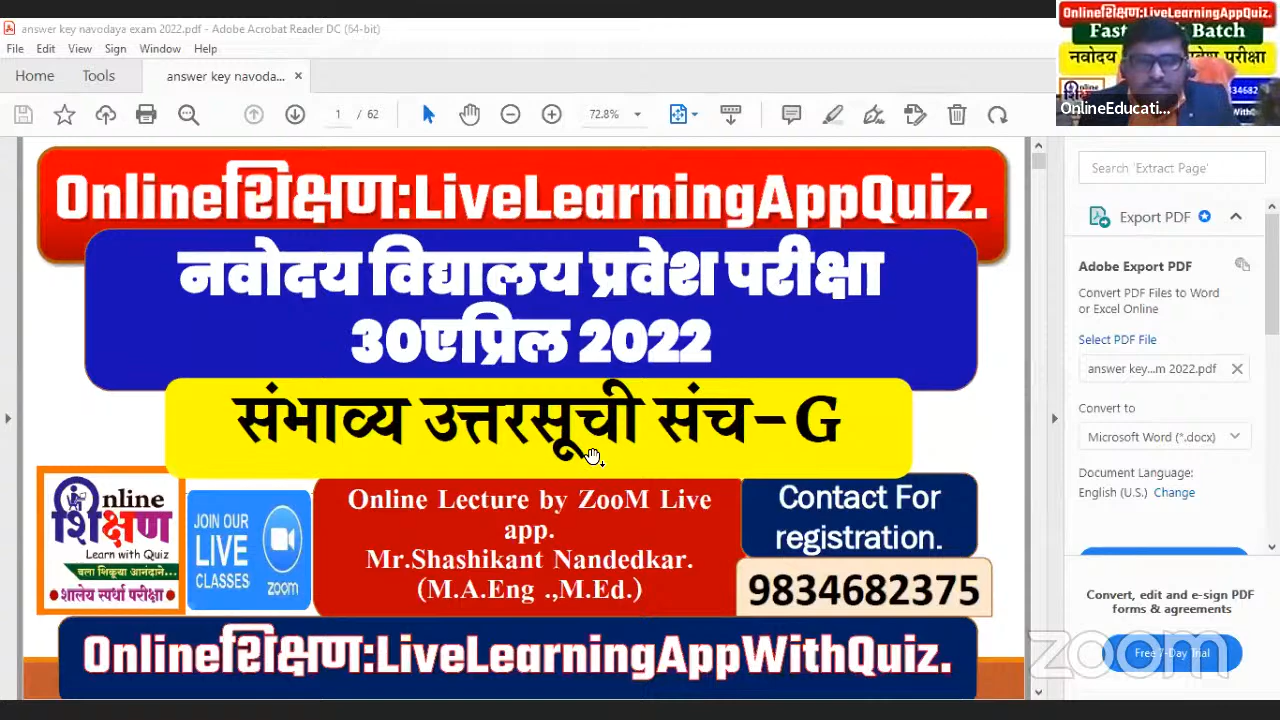 answer key navodaya exam 2022.pdf - Adobe Acrobat Reader DC (64-bit)
File Edit View Sign Window Help
Home Tools answer key navoda... ×
1 / 62 72.8%
Onlineशिक्षण:LiveLearningAppQuiz.
नवोदय विद्यालय प्रवेश परीक्षा
30एप्रिल 2022
संभाव्य उत्तरसूची संच-G
Online
शिक्षण
Learn with Quiz
चला शिकूया आनंदाने...
शालेय स्पर्धा परीक्षा
JOIN OUR
LIVE
CLASSES
zoom
Online Lecture by ZooM Live
app.
Mr.Shashikant Nandedkar.
(M.A.Eng .,M.Ed.)
Contact For
registration.
9834682375
Onlineशिक्षण:LiveLearningAppWithQuiz.
Onlineशिक्षण:LiveLearningAppQuiz.
Batch
नवोदय
परीक्षा
OnlineEducati...
Search 'Extract Page'
Export PDF
Adobe Export PDF
Convert PDF Files to Word
or Excel Online
Select PDF File
answer key...m 2022.pdf
Convert to
Microsoft Word (*.docx)
Document Language:
English (U.S.) Change
Convert, edit and e-sign PDF
forms & agreements
Free 7-Day Trial
zoom